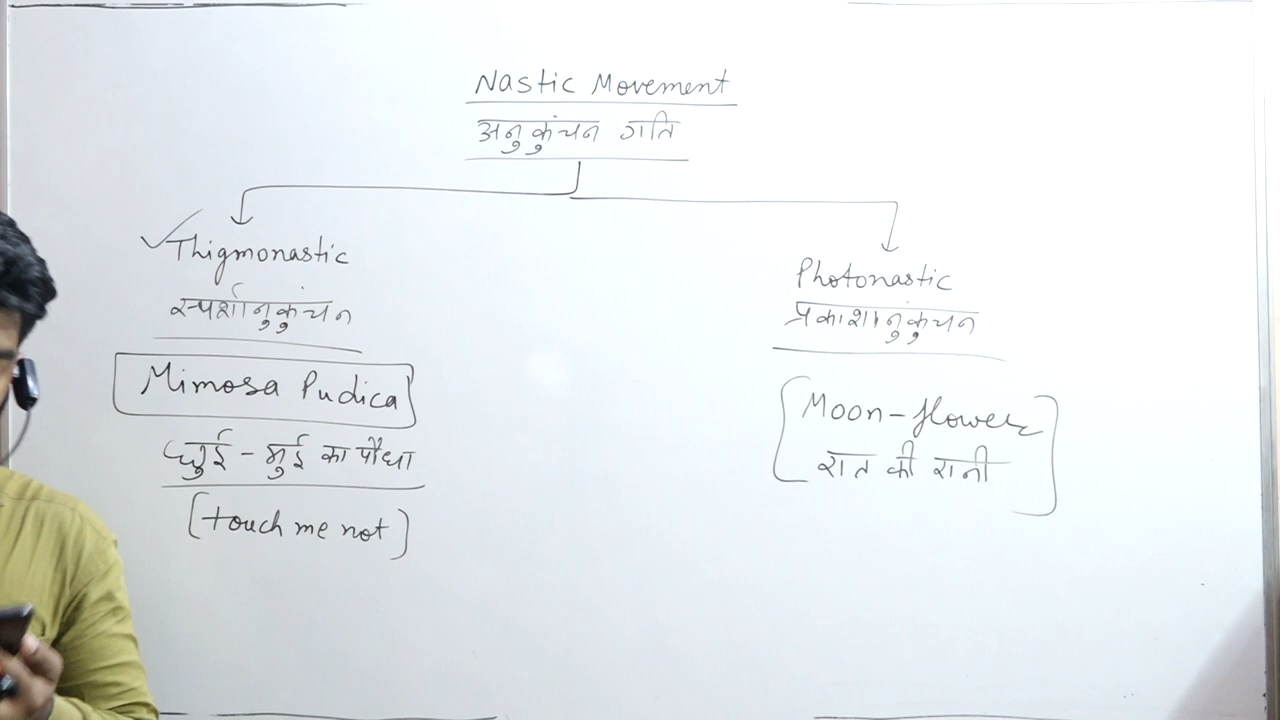 Nastic Movement
अनुकुंचन गति
Thigmonastic
स्पर्शानुकुंचन
Mimosa Pudica
छुई-मुई का पौधा
(touch me not)
Photonastic
प्रकाशानुकुंचन
Moon-flower
रात की रानी